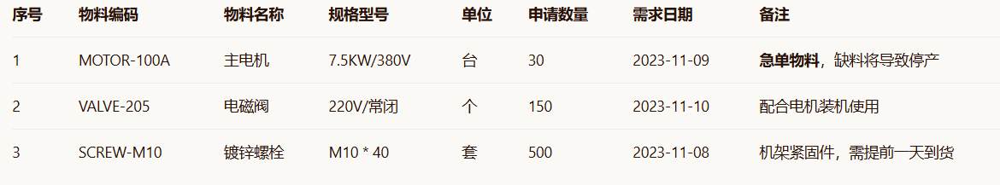 序号 物料编码 物料名称 规格型号 单位 申请数量 需求日期 备注
1 MOTOR-100A 主电机 7.5KW/380V 台 30 2023-11-09 急单物料，缺料将导致停产
2 VALVE-205 电磁阀 220V/常闭 个 150 2023-11-10 配合电机装机使用
3 SCREW-M10 镀锌螺栓 M10 * 40 套 500 2023-11-08 机架紧固件，需提前一天到货